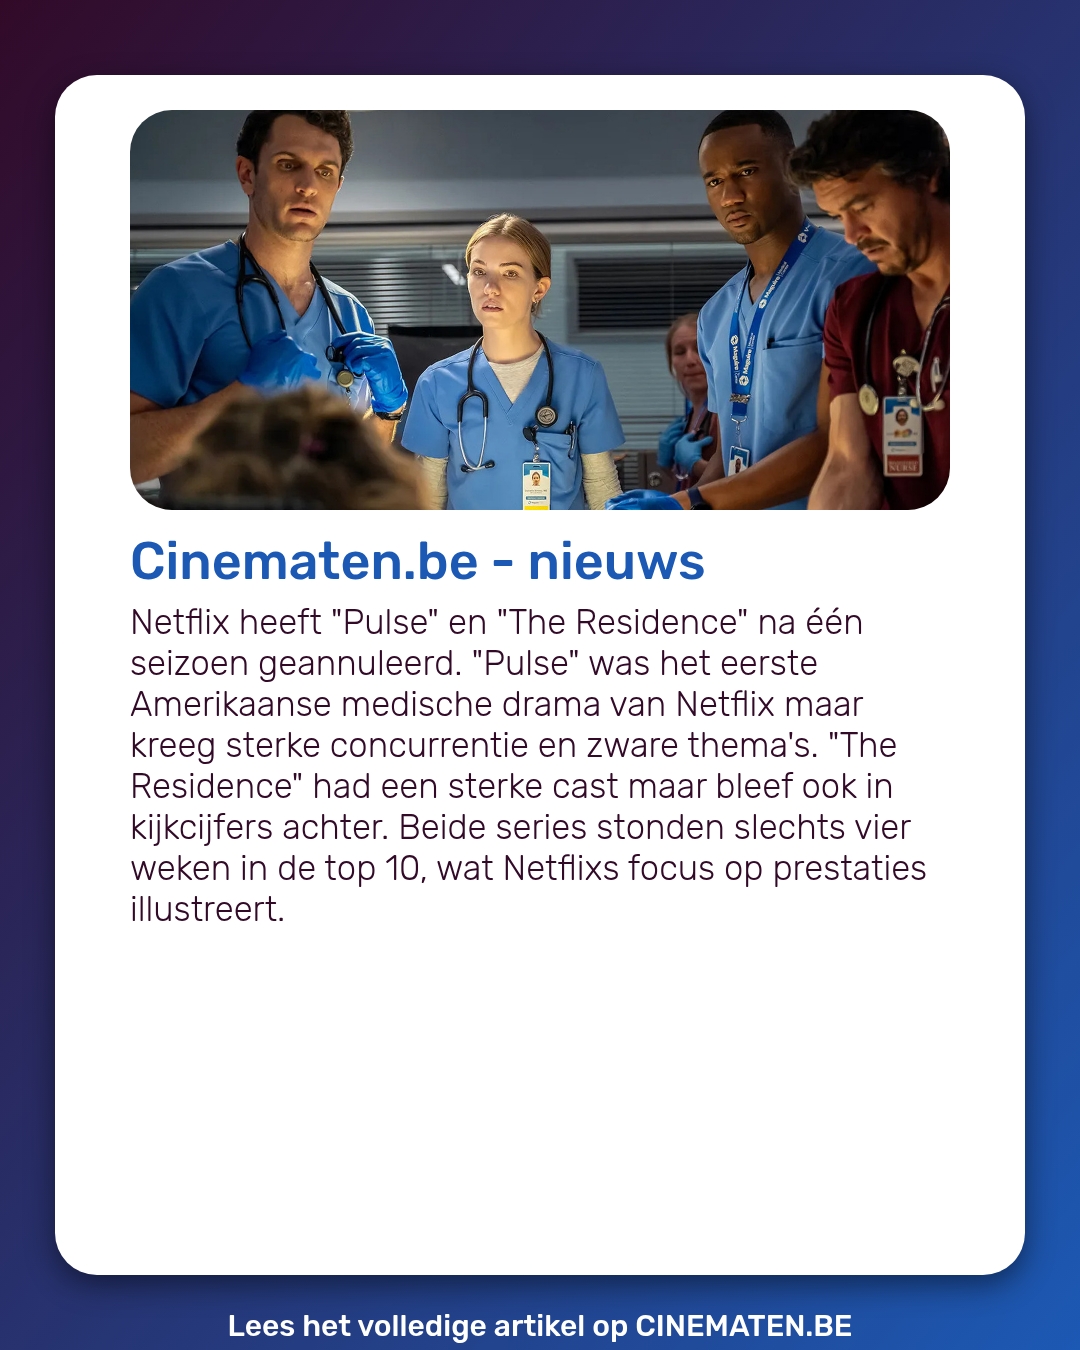 Cinematen.be - nieuws
Netflix heeft "Pulse" en "The Residence" na één
seizoen geannuleerd. "Pulse" was het eerste
Amerikaanse medische drama van Netflix maar
kreeg sterke concurrentie en zware thema's. "The
Residence" had een sterke cast maar bleef ook in
kijkcijfers achter. Beide series stonden slechts vier
weken in de top 10, wat Netflixs focus op prestaties
illustreert.
Lees het volledige artikel op CINEMATEN.BE